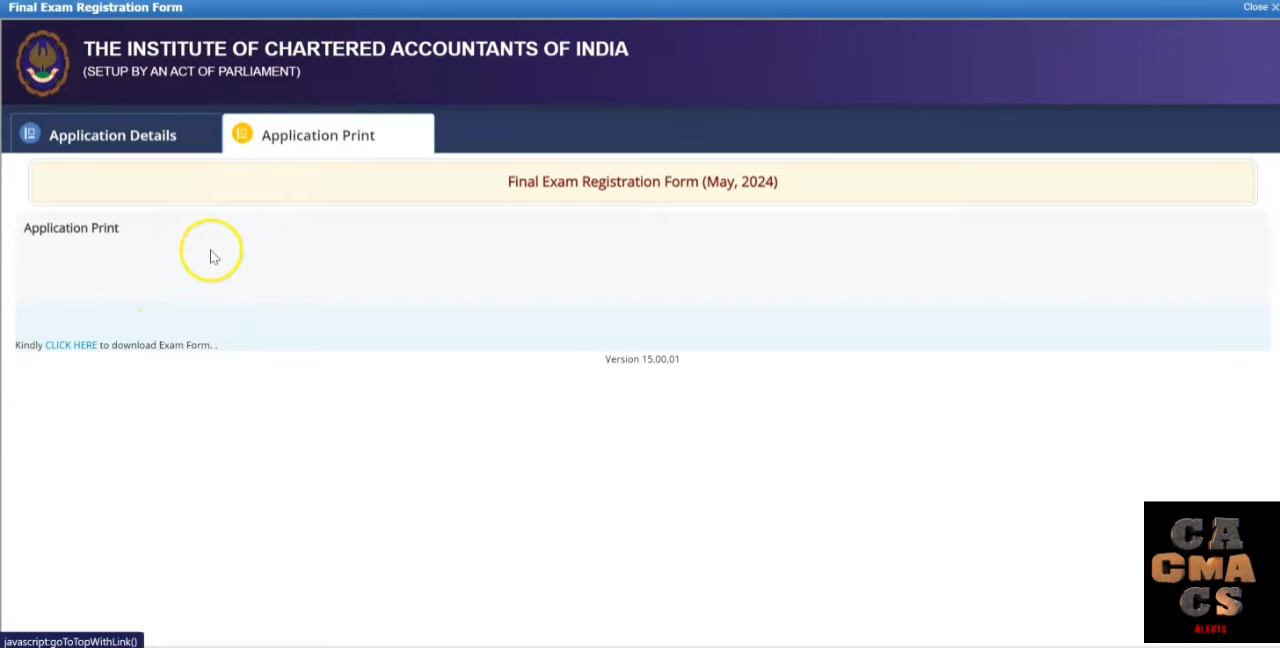 Final Exam Registration Form
Close X
THE INSTITUTE OF CHARTERED ACCOUNTANTS OF INDIA
(SETUP BY AN ACT OF PARLIAMENT)
Application Details
Application Print
Final Exam Registration Form (May, 2024)
Application Print
Kindly CLICK HERE to download Exam Form. .
Version 15.00.01
CA
CMA
CS
ALERTS
javascript:goToTopWithLink()